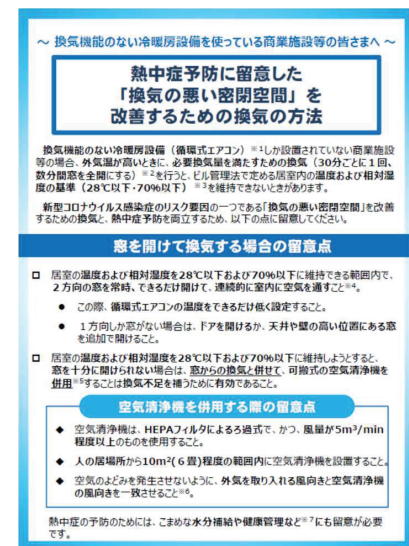 ～ 換気機能のない冷暖房設備を使っている商業施設等の皆さまへ ～
熱中症予防に留意した
「換気の悪い密閉空間」を
改善するための換気の方法
換気機能のない冷暖房設備（循環式エアコン）※1しか設置されていない商業施設
等の場合、外気温が高いときに、必要換気量を満たすための換気（30分ごとに1回、
数分間窓を全開にする）※2を行うと、ビル管理法で定める居室内の温度および相対湿
度の基準（28℃以下・70％以下）※3を維持できないときがあります。
新型コロナウイルス感染症のリスク要因の一つである「換気の悪い密閉空間」を改善
するための換気と、熱中症予防を両立するため、以下の点に留意してください。
窓を開けて換気する場合の留意点
□ 居室の温度および相対湿度を28℃以下および70％以下に維持できる範囲内で、
２方向の窓を常時、できるだけ開けて、連続的に室内に空気を通すこと※4。
● この際、循環式エアコンの温度をできるだけ低く設定すること。
● １方向しか窓がない場合は、ドアを開けるか、天井や壁の高い位置にある窓
を追加で開けること。
□ 居室の温度および相対湿度を28℃以下および70％以下に維持しようとすると、
窓を十分に開けられない場合は、窓からの換気と併せて、可搬式の空気清浄機を
併用※5することは換気不足を補うために有効であること。
空気清浄機を併用する際の留意点
◆ 空気清浄機は、HEPAフィルタによるろ過式で、かつ、風量が5m³/min
程度以上のものを使用すること。
◆ 人の居場所から10m²(６畳)程度の範囲内に空気清浄機を設置すること。
◆ 空気のよどみを発生させないように、外気を取り入れる風向きと空気清浄機
の風向きを一致させること※6。
熱中症の予防のためには、こまめな水分補給や健康管理など※7にも留意が必要
です。